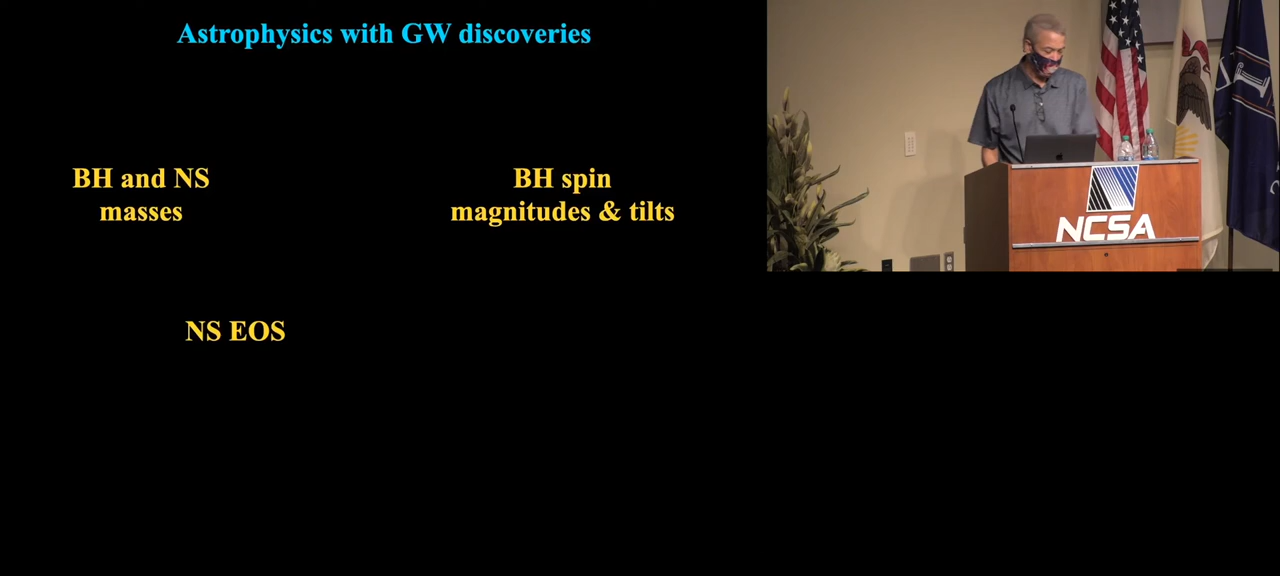 Astrophysics with GW discoveries
BH and NS
masses
BH spin
magnitudes & tilts
NS EOS
NCSA